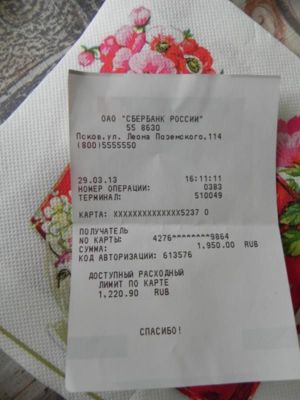 ОАО "СБЕРБАНК РОССИИ"
55 8630
Псков,ул. Леона Поземского,114
(800)5555550
29.03.13 16:11:11
НОМЕР ОПЕРАЦИИ: 0383
ТЕРМИНАЛ: 510049
КАРТА: XXXXXXXXXXXXXX5237 0
ПОЛУЧАТЕЛЬ
NO КАРТЫ: 4276********9864
СУММА: 1,950.00 RUB
КОД АВТОРИЗАЦИИ: 613576
ДОСТУПНЫЙ РАСХОДНЫЙ
ЛИМИТ ПО КАРТЕ
1,220.90 RUB
СПАСИБО!